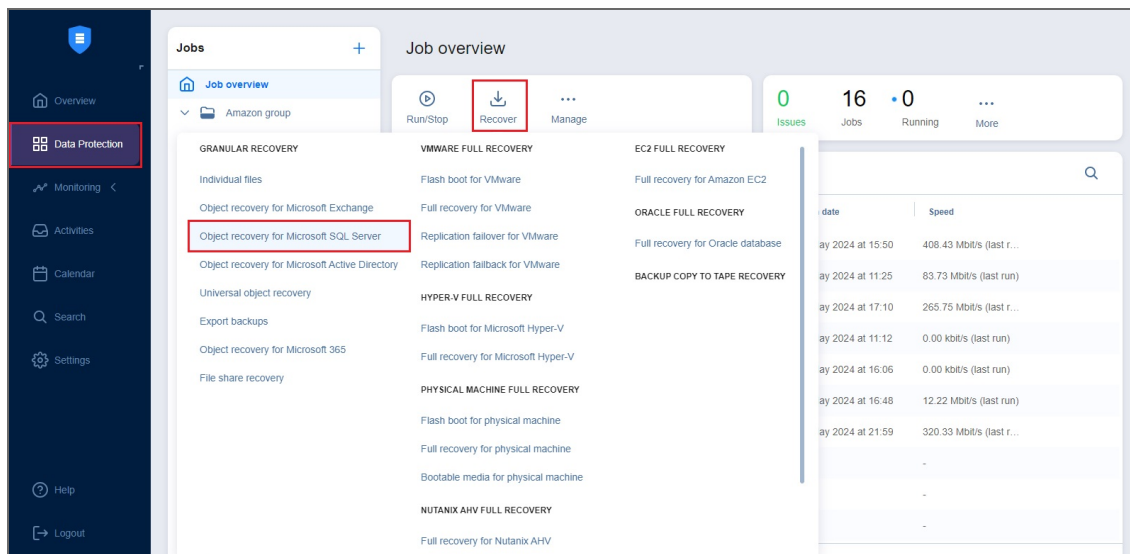 Overview
Data Protection
Monitoring
Activities
Calendar
Search
Settings
Help
Logout
Jobs
Job overview
Amazon group
Job overview
Run/Stop
Recover
Manage
0
Issues
16
Jobs
0
Running
More
GRANULAR RECOVERY
Individual files
Object recovery for Microsoft Exchange
Object recovery for Microsoft SQL Server
Object recovery for Microsoft Active Directory
Universal object recovery
Export backups
Object recovery for Microsoft 365
File share recovery
VMWARE FULL RECOVERY
Flash boot for VMware
Full recovery for VMware
Replication failover for VMware
Replication failback for VMware
HYPER-V FULL RECOVERY
Flash boot for Microsoft Hyper-V
Full recovery for Microsoft Hyper-V
PHYSICAL MACHINE FULL RECOVERY
Flash boot for physical machine
Full recovery for physical machine
Bootable media for physical machine
NUTANIX AHV FULL RECOVERY
Full recovery for Nutanix AHV
EC2 FULL RECOVERY
Full recovery for Amazon EC2
ORACLE FULL RECOVERY
Full recovery for Oracle database
BACKUP COPY TO TAPE RECOVERY
date Speed
ay 2024 at 15:50 408.43 Mbit/s (last r...
ay 2024 at 11:25 83.73 Mbit/s (last run)
ay 2024 at 17:10 265.75 Mbit/s (last r...
ay 2024 at 11:12 0.00 kbit/s (last run)
ay 2024 at 16:06 0.00 kbit/s (last run)
ay 2024 at 16:48 12.22 Mbit/s (last run)
ay 2024 at 21:59 320.33 Mbit/s (last r...
-
-
-